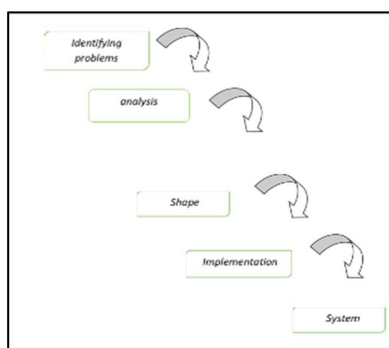 Identifying
problems
analysis
Shape
Implementation
System